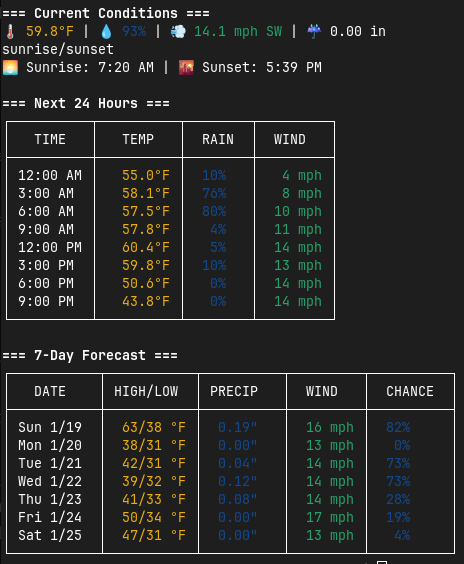 === Current Conditions ===
🌡️ 59.8°F | 💧 93% | 💨 14.1 mph SW | ☔ 0.00 in
sunrise/sunset
🌅 Sunrise: 7:20 AM | 🌇 Sunset: 5:39 PM
=== Next 24 Hours ===
TIME TEMP RAIN WIND
12:00 AM 55.0°F 10% 4 mph
3:00 AM 58.1°F 76% 8 mph
6:00 AM 57.5°F 80% 10 mph
9:00 AM 57.8°F 4% 11 mph
12:00 PM 60.4°F 5% 14 mph
3:00 PM 59.8°F 10% 13 mph
6:00 PM 50.6°F 0% 14 mph
9:00 PM 43.8°F 0% 14 mph
=== 7-Day Forecast ===
DATE HIGH/LOW PRECIP WIND CHANCE
Sun 1/19 63/38 °F 0.19" 16 mph 82%
Mon 1/20 38/31 °F 0.00" 13 mph 0%
Tue 1/21 42/31 °F 0.04" 14 mph 73%
Wed 1/22 39/32 °F 0.12" 14 mph 73%
Thu 1/23 41/33 °F 0.08" 14 mph 28%
Fri 1/24 50/34 °F 0.00" 17 mph 19%
Sat 1/25 47/31 °F 0.00" 13 mph 4%